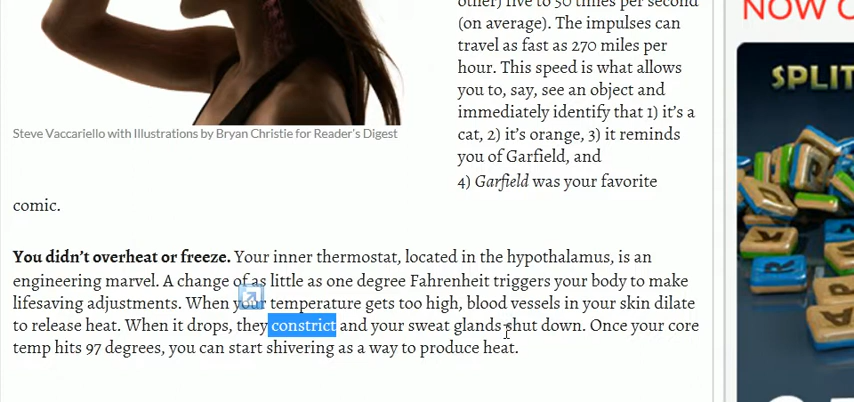 other) five to 50 times per second
(on average). The impulses can
travel as fast as 270 miles per
hour. This speed is what allows
you to, say, see an object and
immediately identify that 1) it's a
cat, 2) it's orange, 3) it reminds
you of Garfield, and
4) Garfield was your favorite
comic.
Steve Vaccariello with Illustrations by Bryan Christie for Reader's Digest
You didn't overheat or freeze. Your inner thermostat, located in the hypothalamus, is an
engineering marvel. A change of as little as one degree Fahrenheit triggers your body to make
lifesaving adjustments. When your temperature gets too high, blood vessels in your skin dilate
to release heat. When it drops, they constrict and your sweat glands shut down. Once your core
temp hits 97 degrees, you can start shivering as a way to produce heat.
NOW
SPLIT